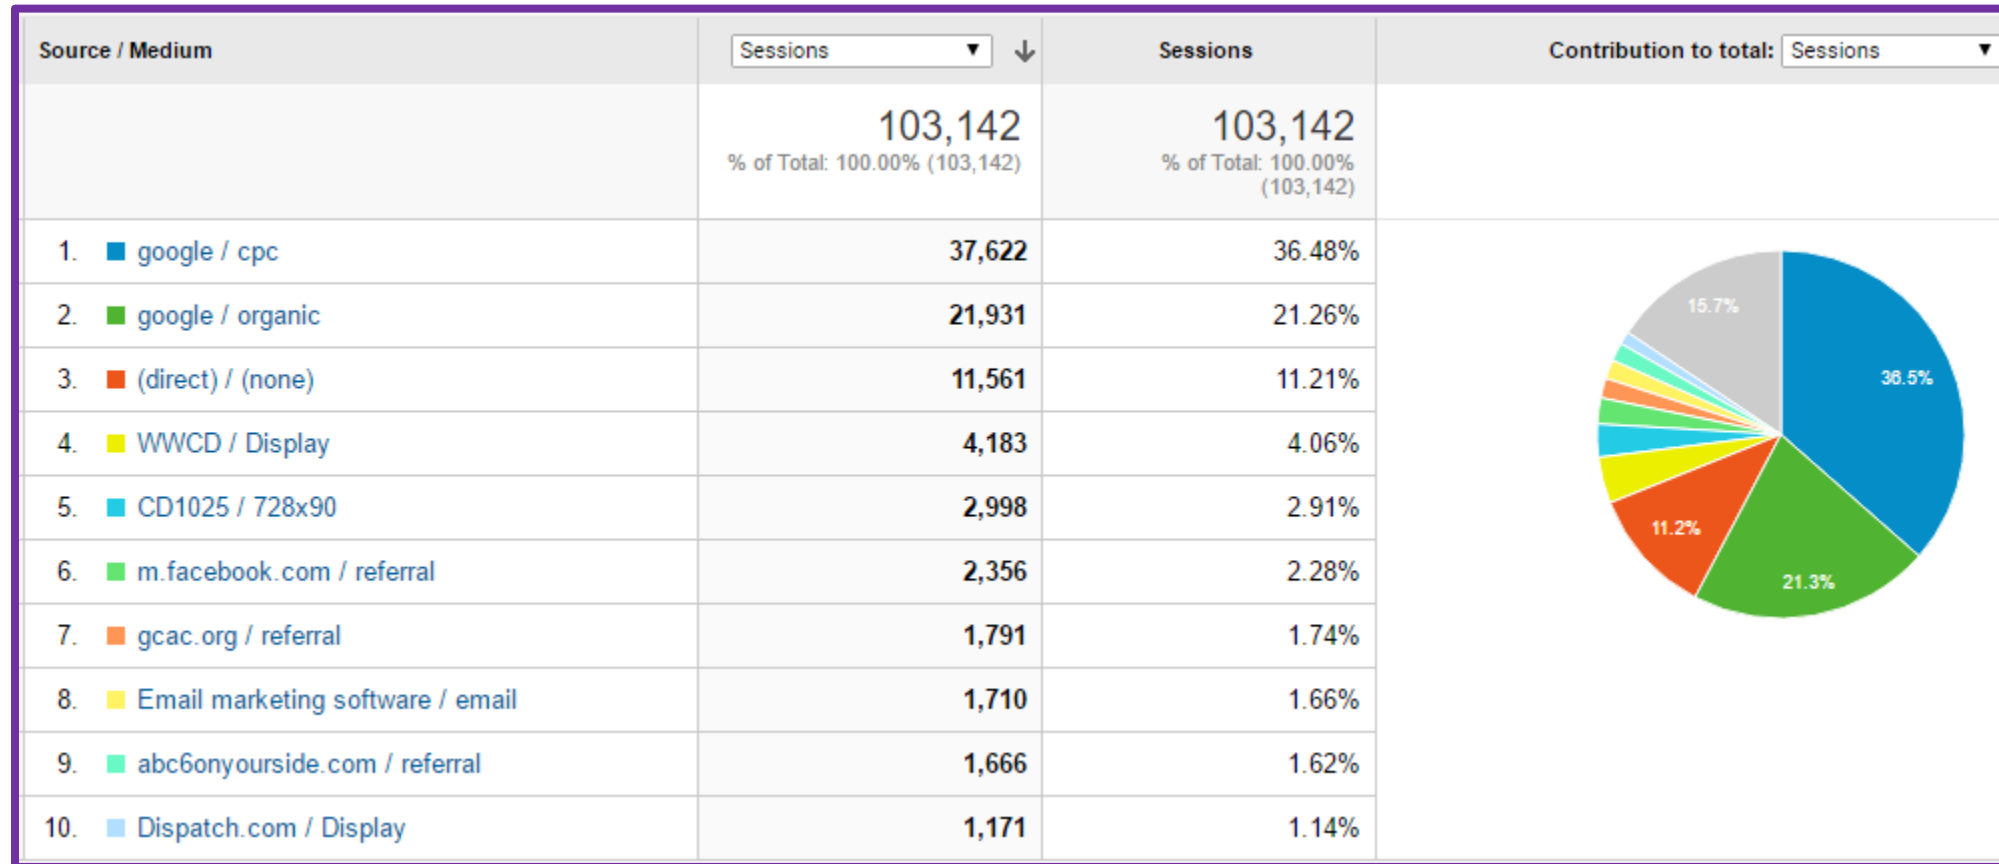 Source / Medium Sessions Sessions Contribution to total: Sessions
103,142 103,142
% of Total: 100.00% (103,142) % of Total: 100.00%
(103,142)
1. google / cpc 37,622 36.48%
2. google / organic 21,931 21.26%
3. (direct) / (none) 11,561 11.21%
4. WWCD / Display 4,183 4.06%
5. CD1025 / 728x90 2,998 2.91%
6. m.facebook.com / referral 2,356 2.28%
7. gcac.org / referral 1,791 1.74%
8. Email marketing software / email 1,710 1.66%
9. abc6onyourside.com / referral 1,666 1.62%
10. Dispatch.com / Display 1,171 1.14%
15.7%
36.5%
11.2%
21.3%